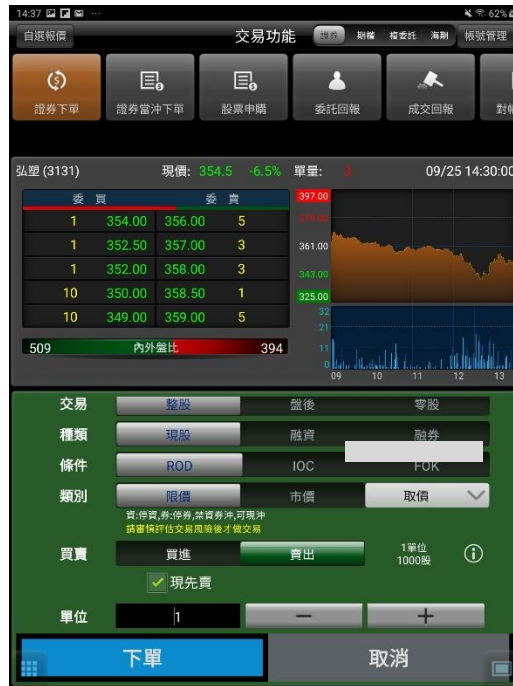 14:37 62%
自選報價 交易功能 證券 期權 複委託 海期 帳號管理
證券下單 證券當沖下單 股票申購 委託回報 成交回報
弘塑 (3131) 現價: 354.5 -6.5% 單量: 3 09/25 14:30:00
委 買 委 賣
1 354.00 356.00 5
1 352.50 357.00 3
1 352.00 358.00 3
10 350.00 358.50 1
10 349.00 359.00 5
397.00
361.00
343.00
325.00
32
21
11
0
509 內外盤比 394
09 10 11 12 13
交易 整股 盤後 零股
種類 現股 融資 融券
條件 ROD IOC FOK
類別 限價 市價 取價
資:停資,券:停券,禁資券沖,可現沖
請審慎評估交易風險後才做交易
買賣 買進 賣出 1單位
1000股
現先賣
單位 1 − +
下單 取消